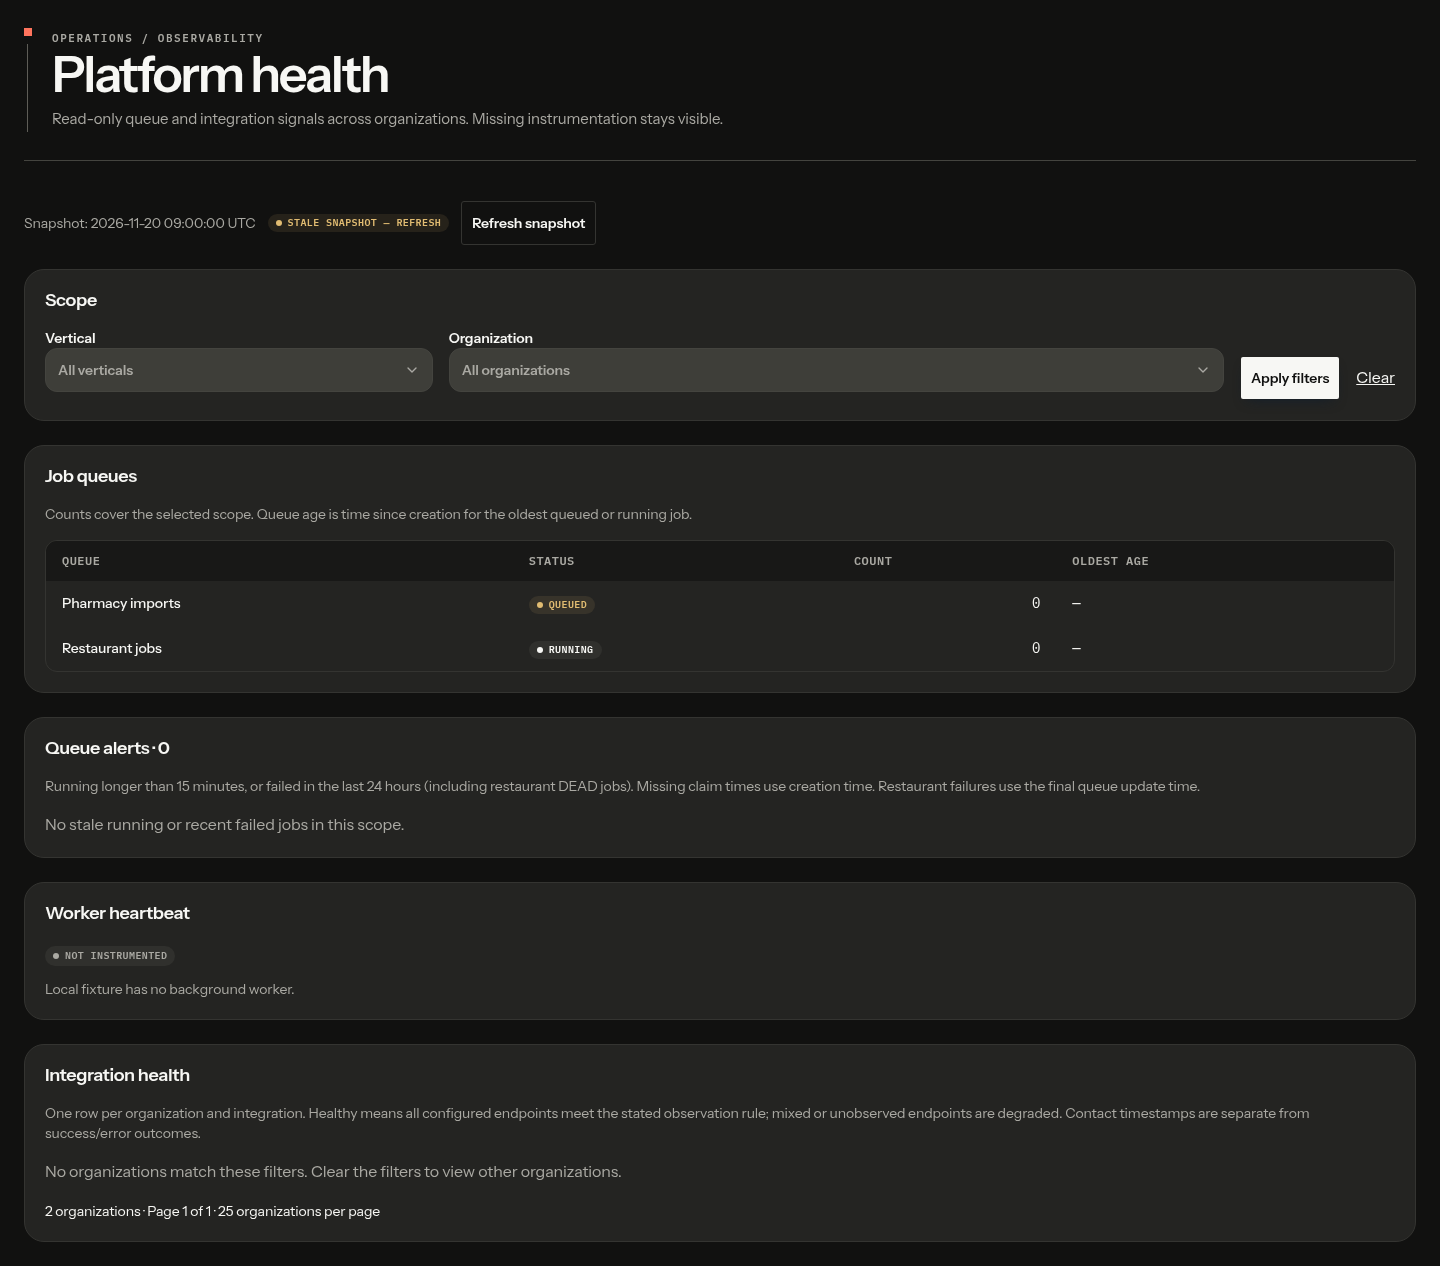 OPERATIONS / OBSERVABILITY
Platform health
Read-only queue and integration signals across organizations. Missing instrumentation stays visible.
Snapshot: 2026-11-20 09:00:00 UTC
STALE SNAPSHOT — REFRESH
Refresh snapshot
Scope
Vertical
Organization
All verticals
All organizations
Apply filters
Clear
Job queues
Counts cover the selected scope. Queue age is time since creation for the oldest queued or running job.
QUEUE STATUS COUNT OLDEST AGE
Pharmacy imports QUEUED 0 —
Restaurant jobs RUNNING 0 —
Queue alerts · 0
Running longer than 15 minutes, or failed in the last 24 hours (including restaurant DEAD jobs). Missing claim times use creation time. Restaurant failures use the final queue update time.
No stale running or recent failed jobs in this scope.
Worker heartbeat
NOT INSTRUMENTED
Local fixture has no background worker.
Integration health
One row per organization and integration. Healthy means all configured endpoints meet the stated observation rule; mixed or unobserved endpoints are degraded. Contact timestamps are separate from
success/error outcomes.
No organizations match these filters. Clear the filters to view other organizations.
2 organizations · Page 1 of 1 · 25 organizations per page